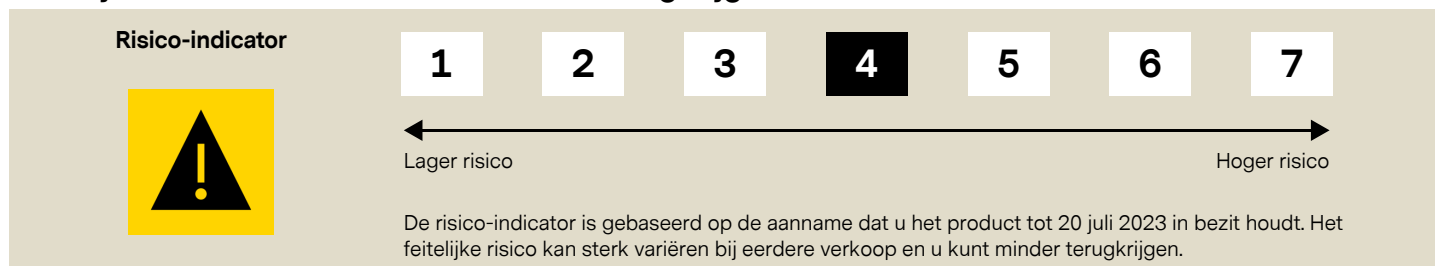 Risico-indicator
1 2 3 4 5 6 7
Lager risico Hoger risico
De risico-indicator is gebaseerd op de aanname dat u het product tot 20 juli 2023 in bezit houdt. Het
feitelijke risico kan sterk variëren bij eerdere verkoop en u kunt minder terugkrijgen.